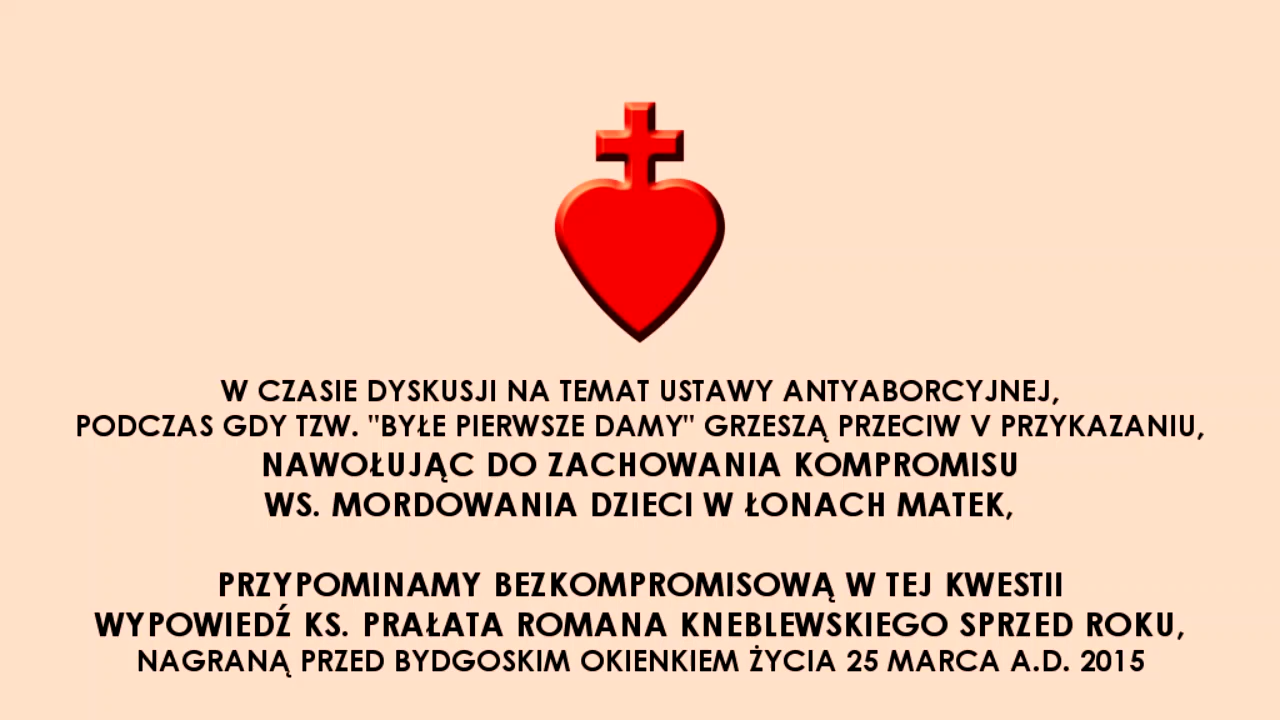 W CZASIE DYSKUSJI NA TEMAT USTAWY ANTYABORCYJNEJ,
PODCZAS GDY TZW. "BYŁE PIERWSZE DAMY" GRZESZĄ PRZECIW V PRZYKAZANIU,
NAWOŁUJĄC DO ZACHOWANIA KOMPROMISU
WS. MORDOWANIA DZIECI W ŁONACH MATEK,
PRZYPOMINAMY BEZKOMPROMISOWĄ W TEJ KWESTII
WYPOWIEDŹ KS. PRAŁATA ROMANA KNEBLEWSKIEGO SPRZED ROKU,
NAGRANĄ PRZED BYDGOSKIM OKIENKIEM ŻYCIA 25 MARCA A.D. 2015